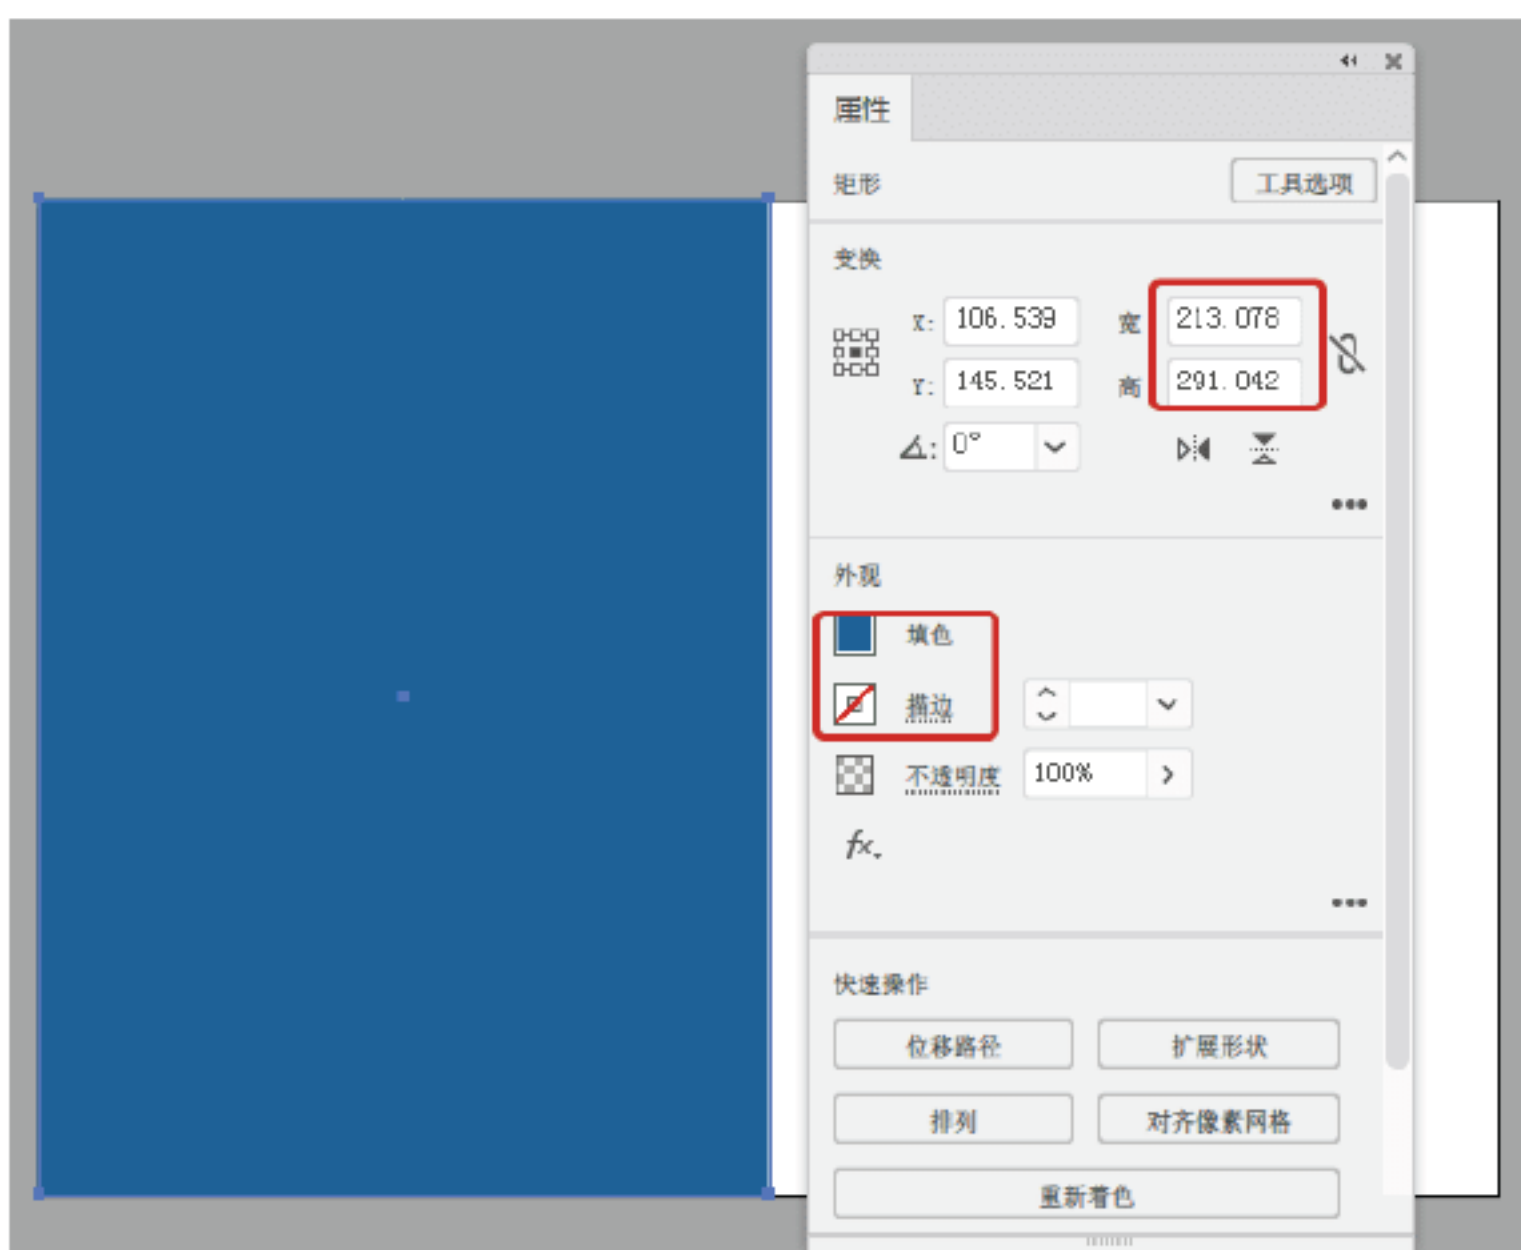 属性
矩形 工具选项
变换
X: 106.539 宽 213.078
Y: 145.521 高 291.042
0°
外观
填色
描边
不透明度 100%
fx.
快速操作
位移路径 扩展形状
排列 对齐像素网格
重新着色